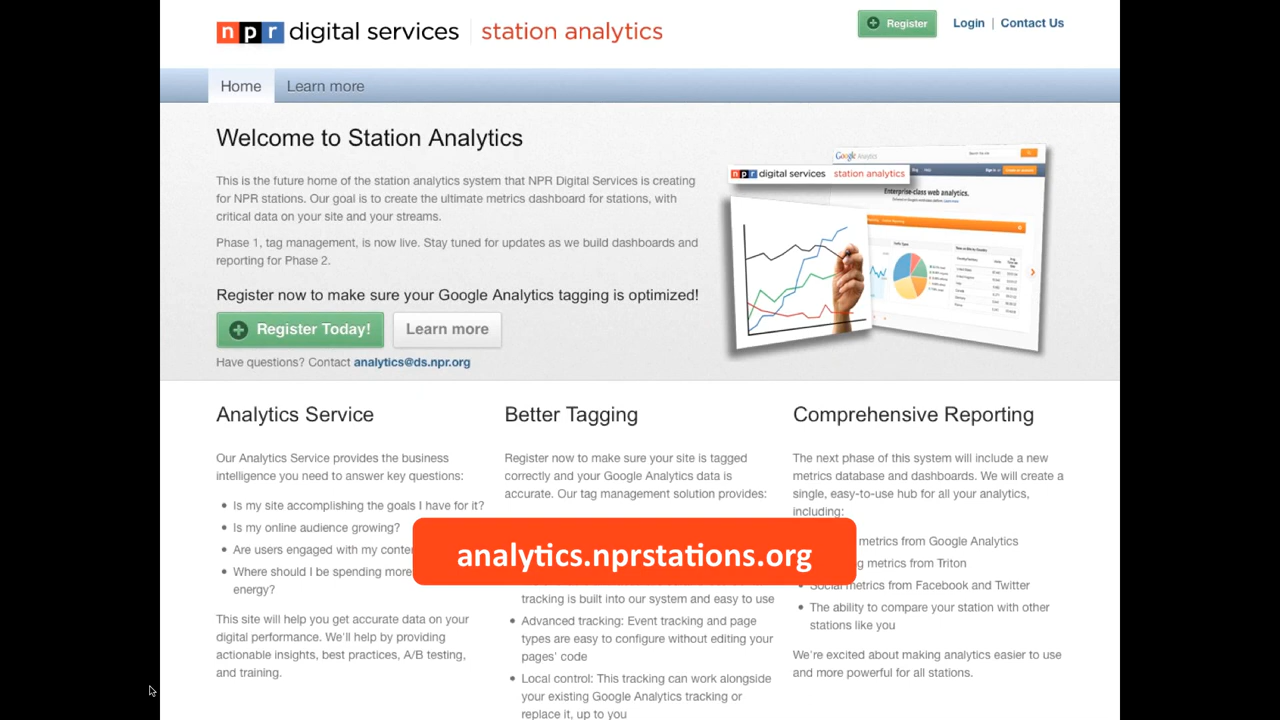 npr digital services station analytics
Register
Login | Contact Us
Home
Learn more
Welcome to Station Analytics
This is the future home of the station analytics system that NPR Digital Services is creating
for NPR stations. Our goal is to create the ultimate metrics dashboard for stations, with
critical data on your site and your streams.
Phase 1, tag management, is now live. Stay tuned for updates as we build dashboards and
reporting for Phase 2.
Register now to make sure your Google Analytics tagging is optimized!
Register Today!
Learn more
Have questions? Contact analytics@ds.npr.org
Google Analytics
npr digital services station analytics
Enterprise-class web analytics.
Analytics Service
Our Analytics Service provides the business
intelligence you need to answer key questions:
• Is my site accomplishing the goals I have for it?
• Is my online audience growing?
• Are users engaged with my
• Where should I be spending more
energy?
This site will help you get accurate data on your
digital performance. We'll help by providing
actionable insights, best practices, A/B testing,
and training.
Better Tagging
Register now to make sure your site is tagged
correctly and your Google Analytics data is
accurate. Our tag management solution provides:
tracking is built into our system and easy to use
• Advanced tracking: Event tracking and page
types are easy to configure without editing your
pages' code
• Local control: This tracking can work alongside
your existing Google Analytics tracking or
replace it, up to you
Comprehensive Reporting
The next phase of this system will include a new
metrics database and dashboards. We will create a
single, easy-to-use hub for all your analytics,
including:
metrics from Google Analytics
metrics from Triton
• Social metrics from Facebook and Twitter
• The ability to compare your station with other
stations like you
We're excited about making analytics easier to use
and more powerful for all stations.
analytics.nprstations.org